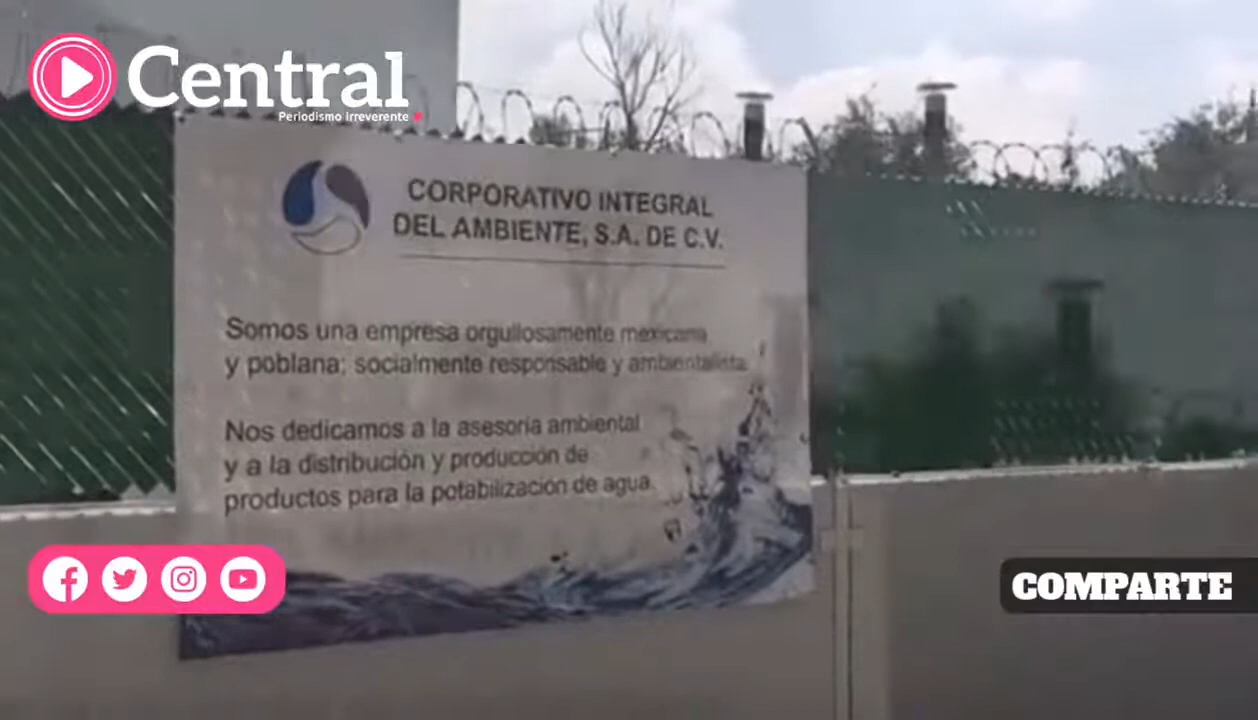 Central
Periodismo Irreverente
CORPORATIVO INTEGRAL
DEL AMBIENTE, S.A. DE C.V.
Somos una empresa orgullosamente mexicana
y poblana; socialmente responsable y ambientalista.
Nos dedicamos a la asesoría ambiental
y a la distribución y producción de
productos para la potabilización de agua.
COMPARTE